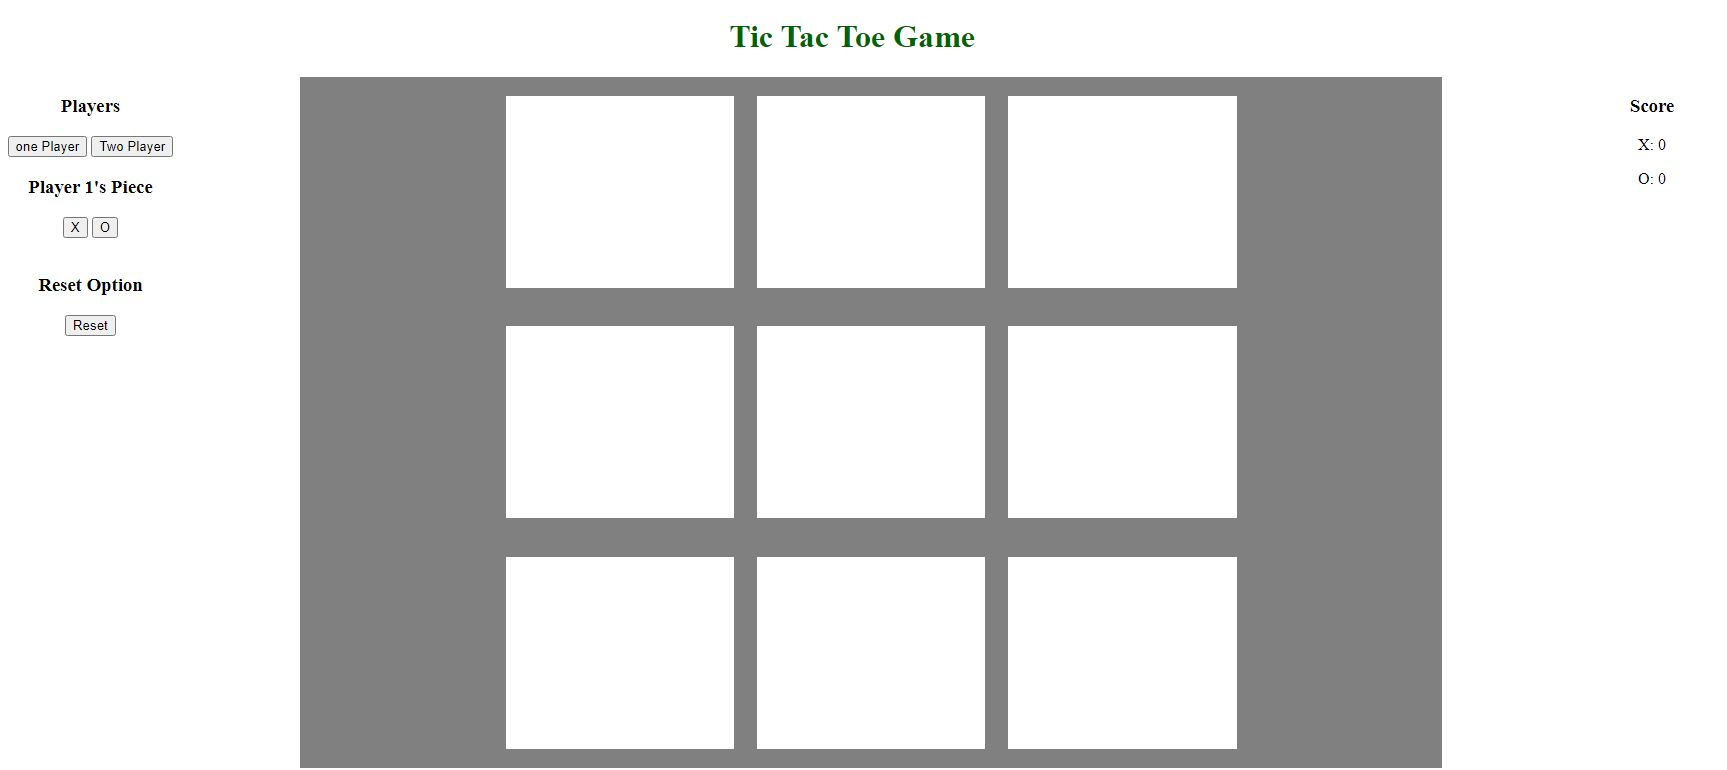 Tic Tac Toe Game
Players
one Player Two Player
Player 1's Piece
X O
Reset Option
Reset
Score
X: 0
O: 0